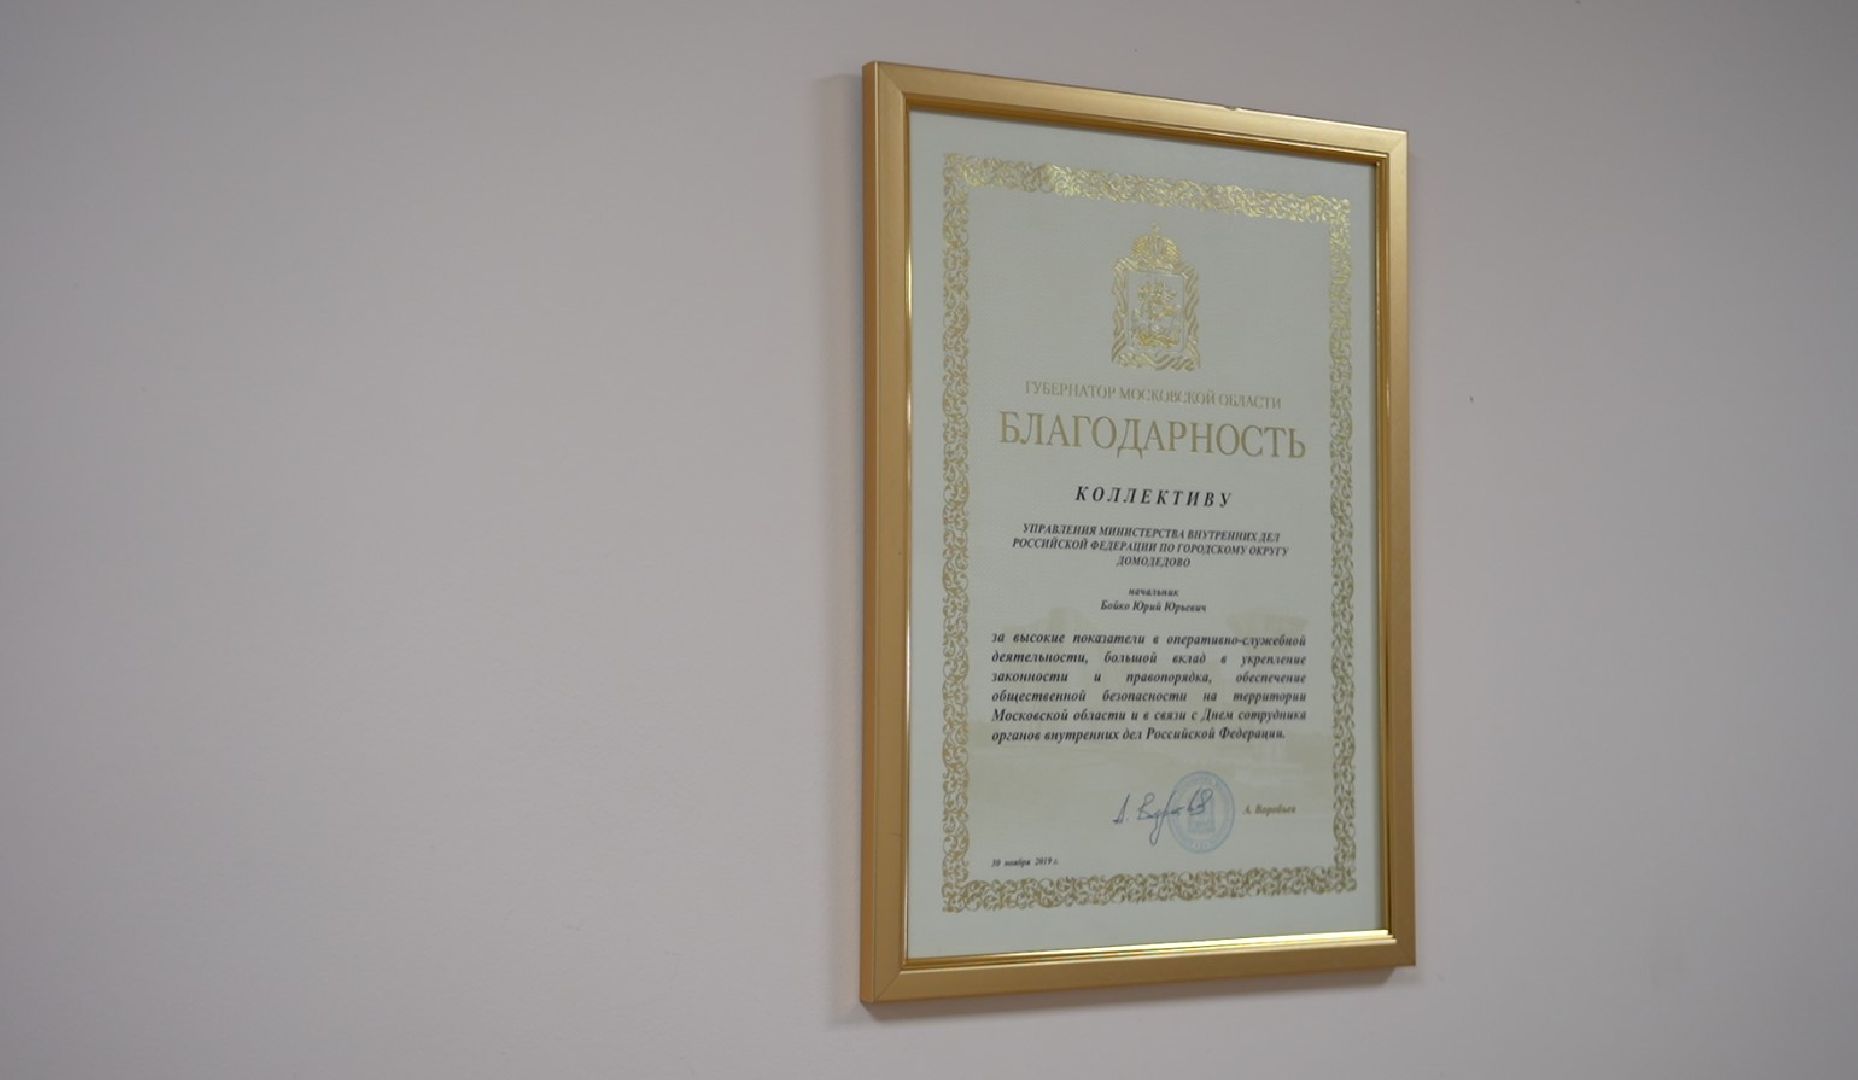 ГУБЕРНАТОР МОСКОВСКОЙ ОБЛАСТИ
БЛАГОДАРНОСТЬ
КОЛЛЕКТИВУ
УПРАВЛЕНИЯ МИНИСТЕРСТВА ВНУТРЕННИХ ДЕЛ
РОССИЙСКОЙ ФЕДЕРАЦИИ ПО ГОРОДСКОМУ ОКРУГУ
ДОМОДЕДОВО
начальник
Бойко Юрий Юрьевич
за высокие показатели в оперативно-служебной
деятельности, большой вклад в укрепление
законности и правопорядка, обеспечение
общественной безопасности на территории
Московской области и в связи с Днем сотрудника
органов внутренних дел Российской Федерации.
А. Воробьев
ноября 2019 г.